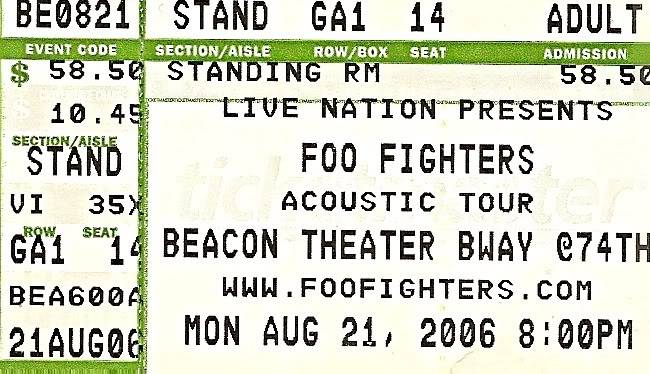 BE0821 STAND GA1 14 ADULT
EVENT CODE SECTION/AISLE ROW/BOX SEAT ADMISSION
$ 58.50 STANDING RM 58.50
10.45 LIVE NATION PRESENTS
SECTION/AISLE
STAND FOO FIGHTERS
ticketmaster
VI 35X ACOUSTIC TOUR
ROW SEAT
GA1 14 BEACON THEATER BWAY @74TH
BEA600A WWW.FOOFIGHTERS.COM
21AUG06 MON AUG 21, 2006 8:00PM